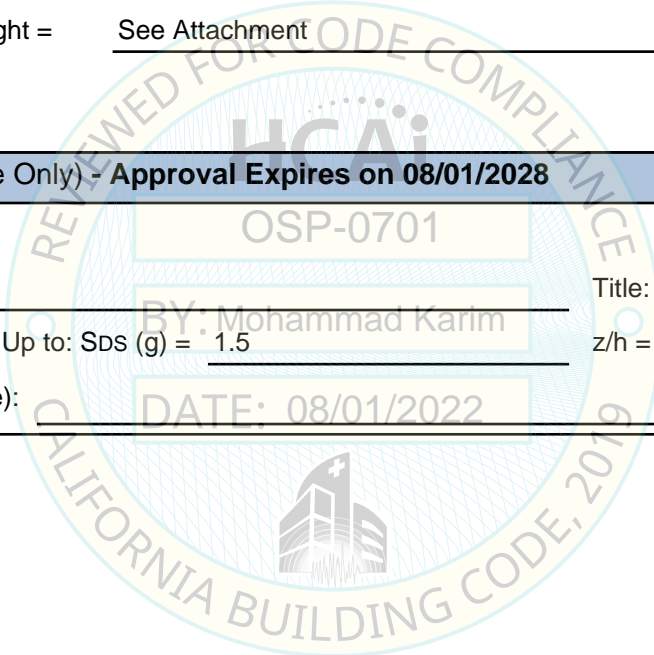 ght = See Attachment
REVIEWED FOR CODE COMPLIANCE
HCAi
e Only) - Approval Expires on 08/01/2028
OSP-0701
Title:
BY: Mohammad Karim
Up to: SDS (g) = 1.5 z/h =
e):
DATE: 08/01/2022
CALIFORNIA BUILDING CODE, 2019